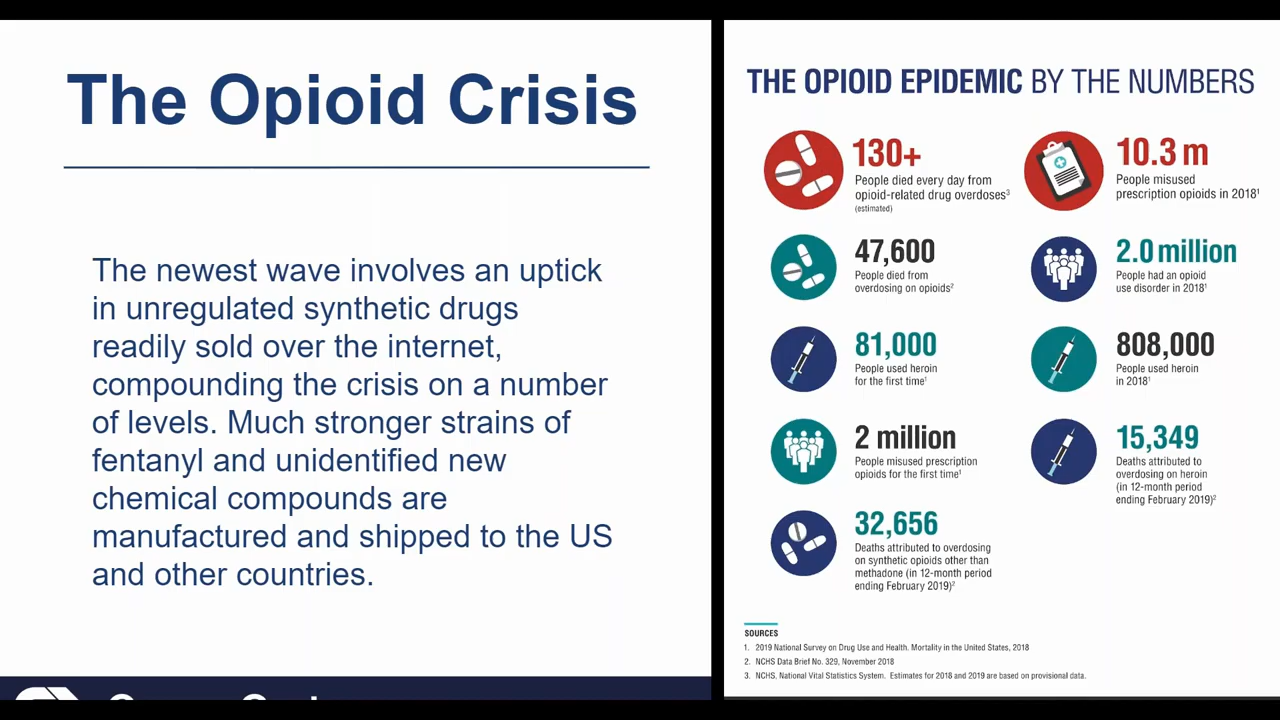 The Opioid Crisis
The newest wave involves an uptick
in unregulated synthetic drugs
readily sold over the internet,
compounding the crisis on a number
of levels. Much stronger strains of
fentanyl and unidentified new
chemical compounds are
manufactured and shipped to the US
and other countries.
THE OPIOID EPIDEMIC BY THE NUMBERS
130+
People died every day from
opioid-related drug overdoses³
(estimated)
10.3 m
People misused
prescription opioids in 2018¹
47,600
People died from
overdosing on opioids²
2.0 million
People had an opioid
use disorder in 2018¹
81,000
People used heroin
for the first time¹
808,000
People used heroin
in 2018¹
2 million
People misused prescription
opioids for the first time¹
15,349
Deaths attributed to
overdosing on heroin
(in 12-month period
ending February 2019)²
32,656
Deaths attributed to overdosing
on synthetic opioids other than
methadone (in 12-month period
ending February 2019)²
SOURCES
1. 2019 National Survey on Drug Use and Health. Mortality in the United States, 2018
2. NCHS Data Brief No. 329, November 2018
3. NCHS, National Vital Statistics System. Estimates for 2018 and 2019 are based on provisional data.